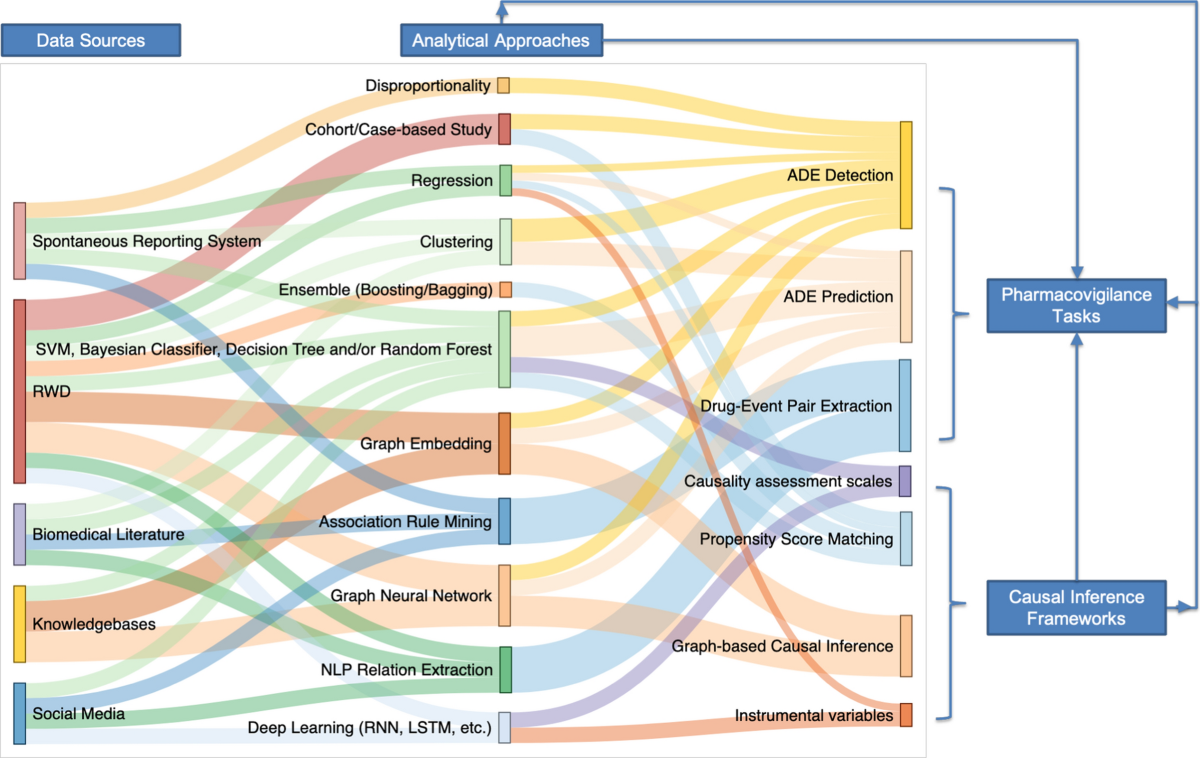 Data Sources
Analytical Approaches
Disproportionality
Cohort/Case-based Study
Regression
Clustering
Ensemble (Boosting/Bagging)
SVM, Bayesian Classifier, Decision Tree and/or Random Forest
Graph Embedding
Association Rule Mining
Graph Neural Network
NLP Relation Extraction
Deep Learning (RNN, LSTM, etc.)
Spontaneous Reporting System
RWD
Biomedical Literature
Knowledgebases
Social Media
ADE Detection
ADE Prediction
Drug-Event Pair Extraction
Causality assessment scales
Propensity Score Matching
Graph-based Causal Inference
Instrumental variables
Pharmacovigilance
Tasks
Causal Inference
Frameworks